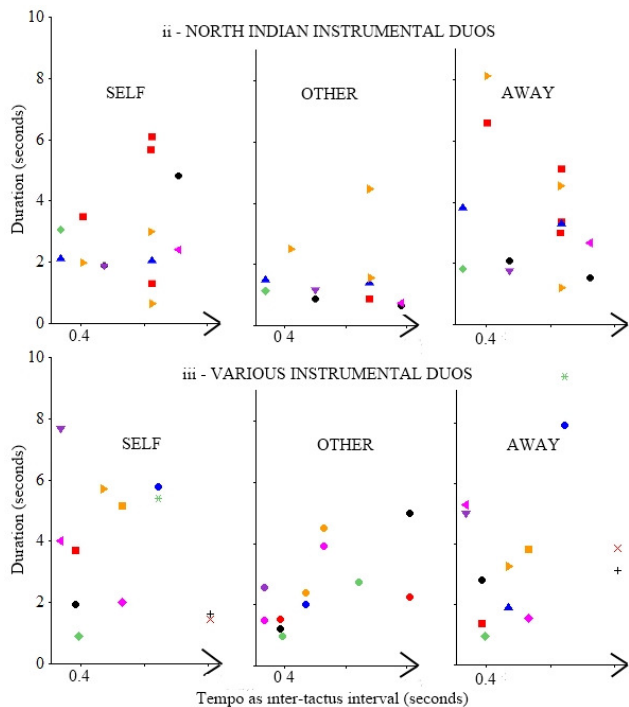 10
ii - NORTH INDIAN INSTRUMENTAL DUOS
8
SELF
OTHER
AWAY
6
4
2
0
Duration (seconds)
0.4
0 4
0.4
10
iii - VARIOUS INSTRUMENTAL DUOS
8
SELF
OTHER
AWAY
6
4
2
0
Duration (seconds)
0.4
0 4
0.4
Tempo as inter-tactus interval (seconds)